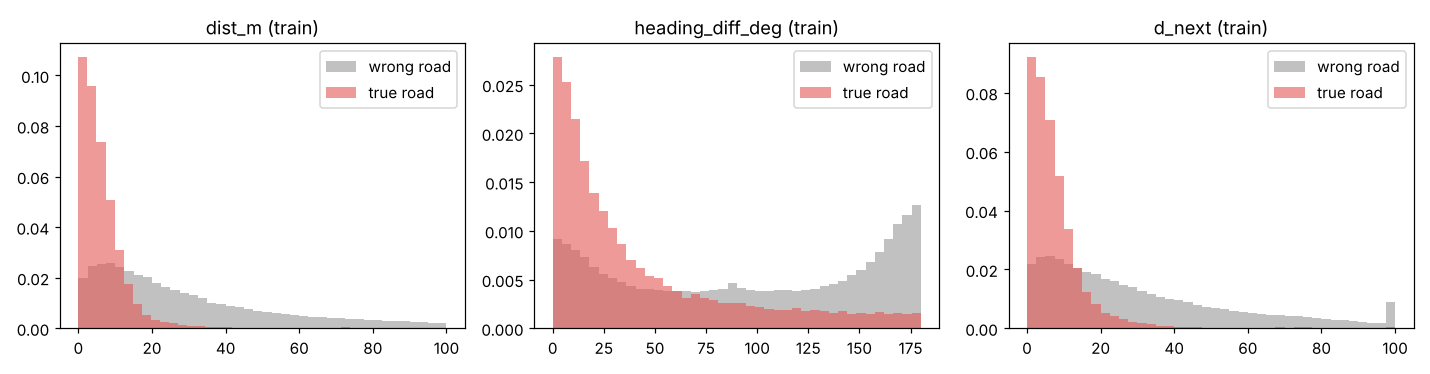 dist_m (train)
0.10
0.08
0.06
0.04
0.02
0.00
0 20 40 60 80 100
wrong road
true road
heading_diff_deg (train)
0.025
0.020
0.015
0.010
0.005
0.000
0 25 50 75 100 125 150 175
wrong road
true road
d_next (train)
0.08
0.06
0.04
0.02
0.00
0 20 40 60 80 100
wrong road
true road